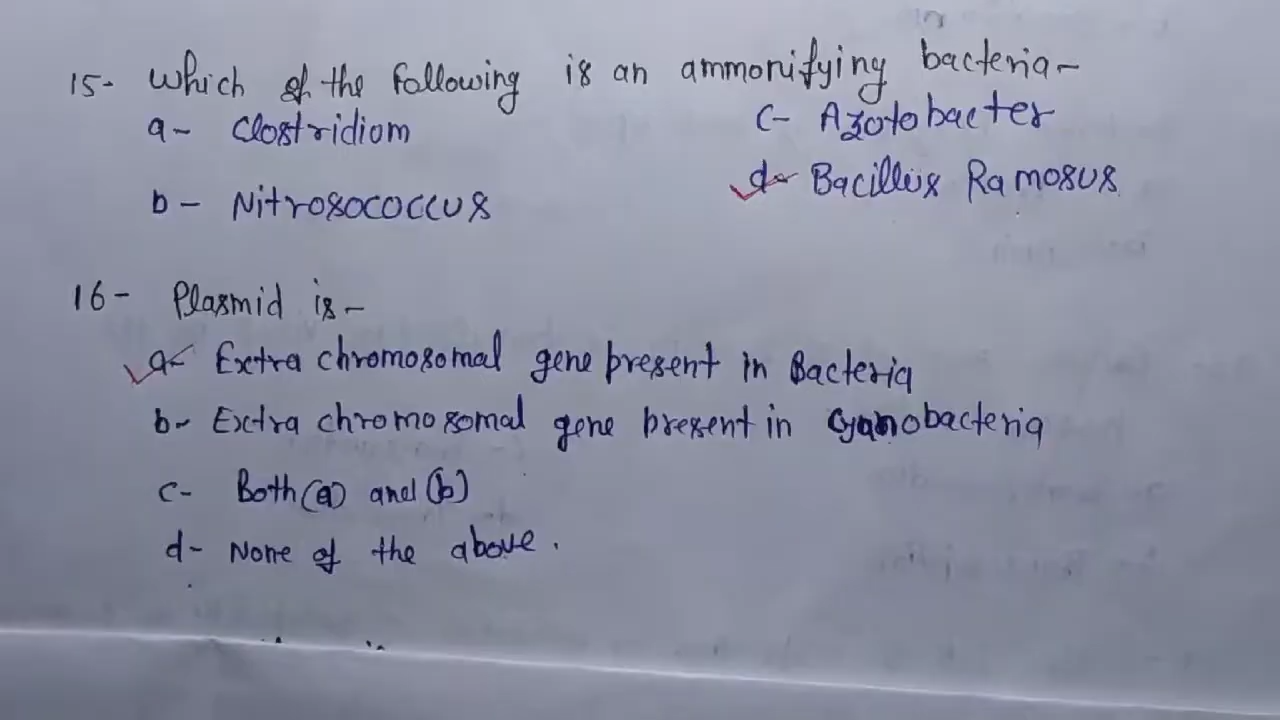 15- Which of the following is an ammonifying bacteria-
a- Clostridiom
c- Azotobacter
b- Nitrosococcus
d- Bacillus Ramosus
16- Plasmid is-
a- Extra chromosomal gene present in Bacteria
b- Extra chromosomal gene present in Cyanobacteria
c- Both (a) and (b)
d- None of the above.